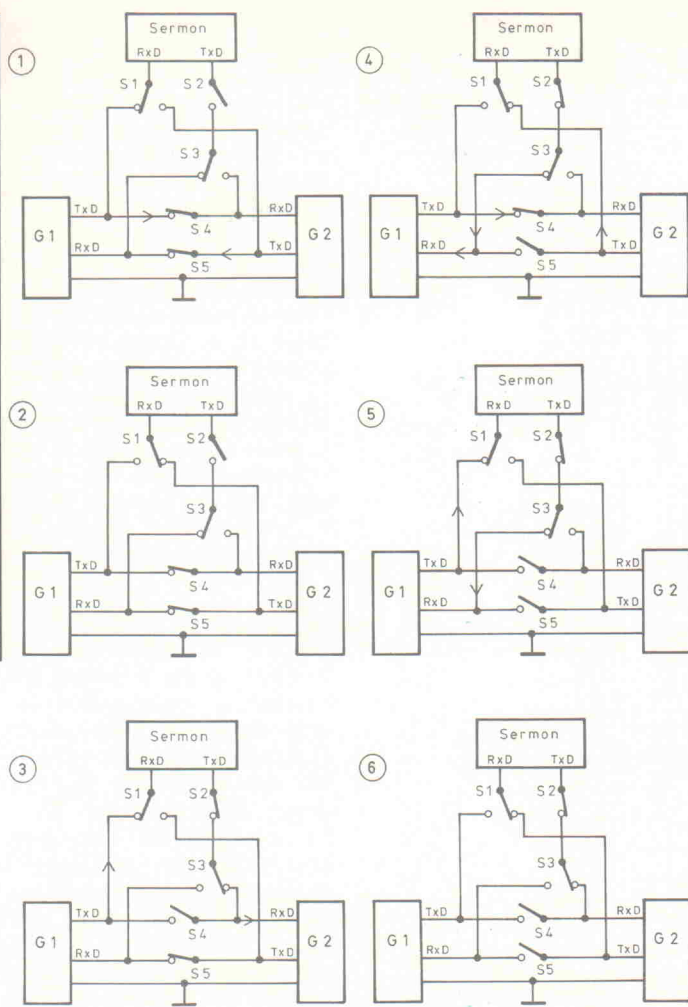 1
Sermon
RxD TxD
S1 S2
S3
G1 TxD S4 RxD G2
RxD S5 TxD
4
Sermon
RxD TxD
S1 S2
S3
G1 TxD S4 RxD G2
RxD S5 TxD
2
Sermon
RxD TxD
S1 S2
S3
G1 TxD S4 RxD G2
RxD S5 TxD
5
Sermon
RxD TxD
S1 S2
S3
G1 TxD S4 RxD G2
RxD S5 TxD
3
Sermon
RxD TxD
S1 S2
S3
G1 TxD S4 RxD G2
RxD S5 TxD
6
Sermon
RxD TxD
S1 S2
S3
G1 TxD S4 RxD G2
RxD S5 TxD